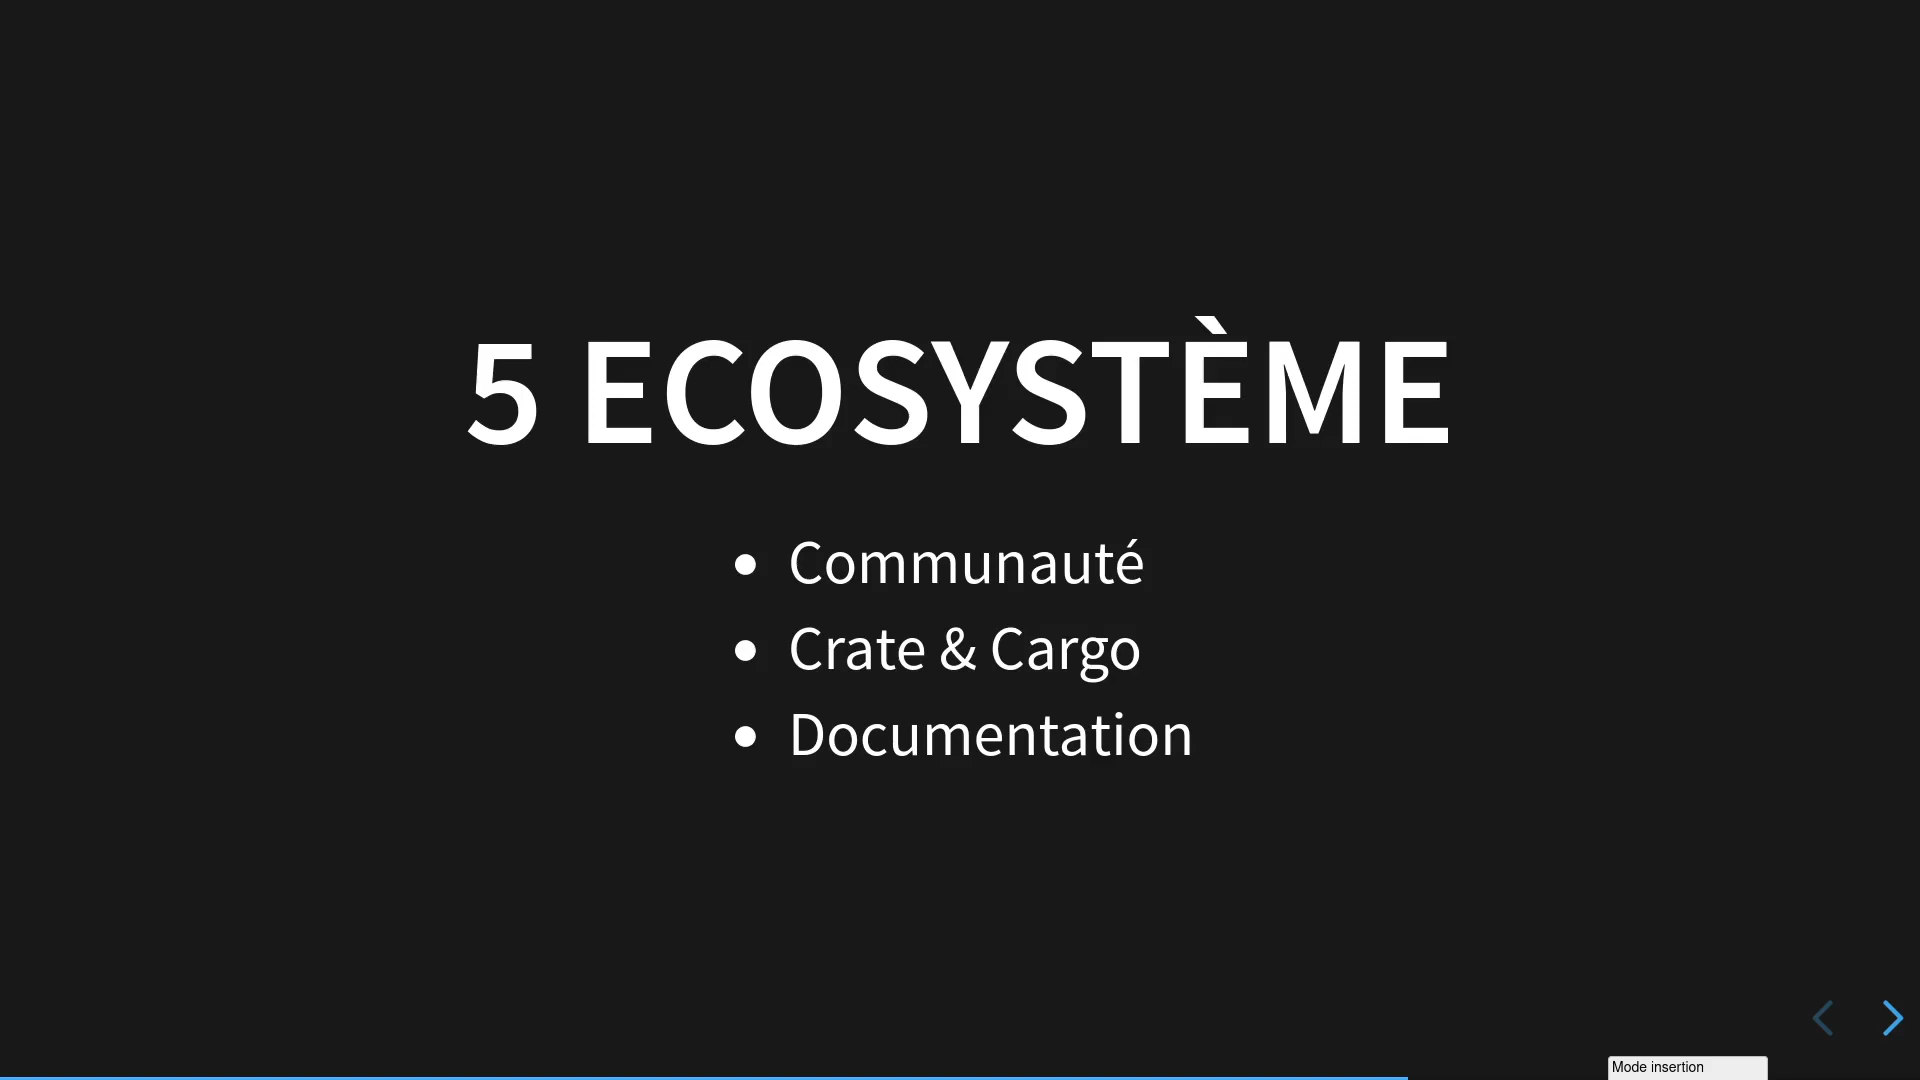 5 ECOSYSTÈME
Communauté
Crate & Cargo
Documentation
Mode insertion